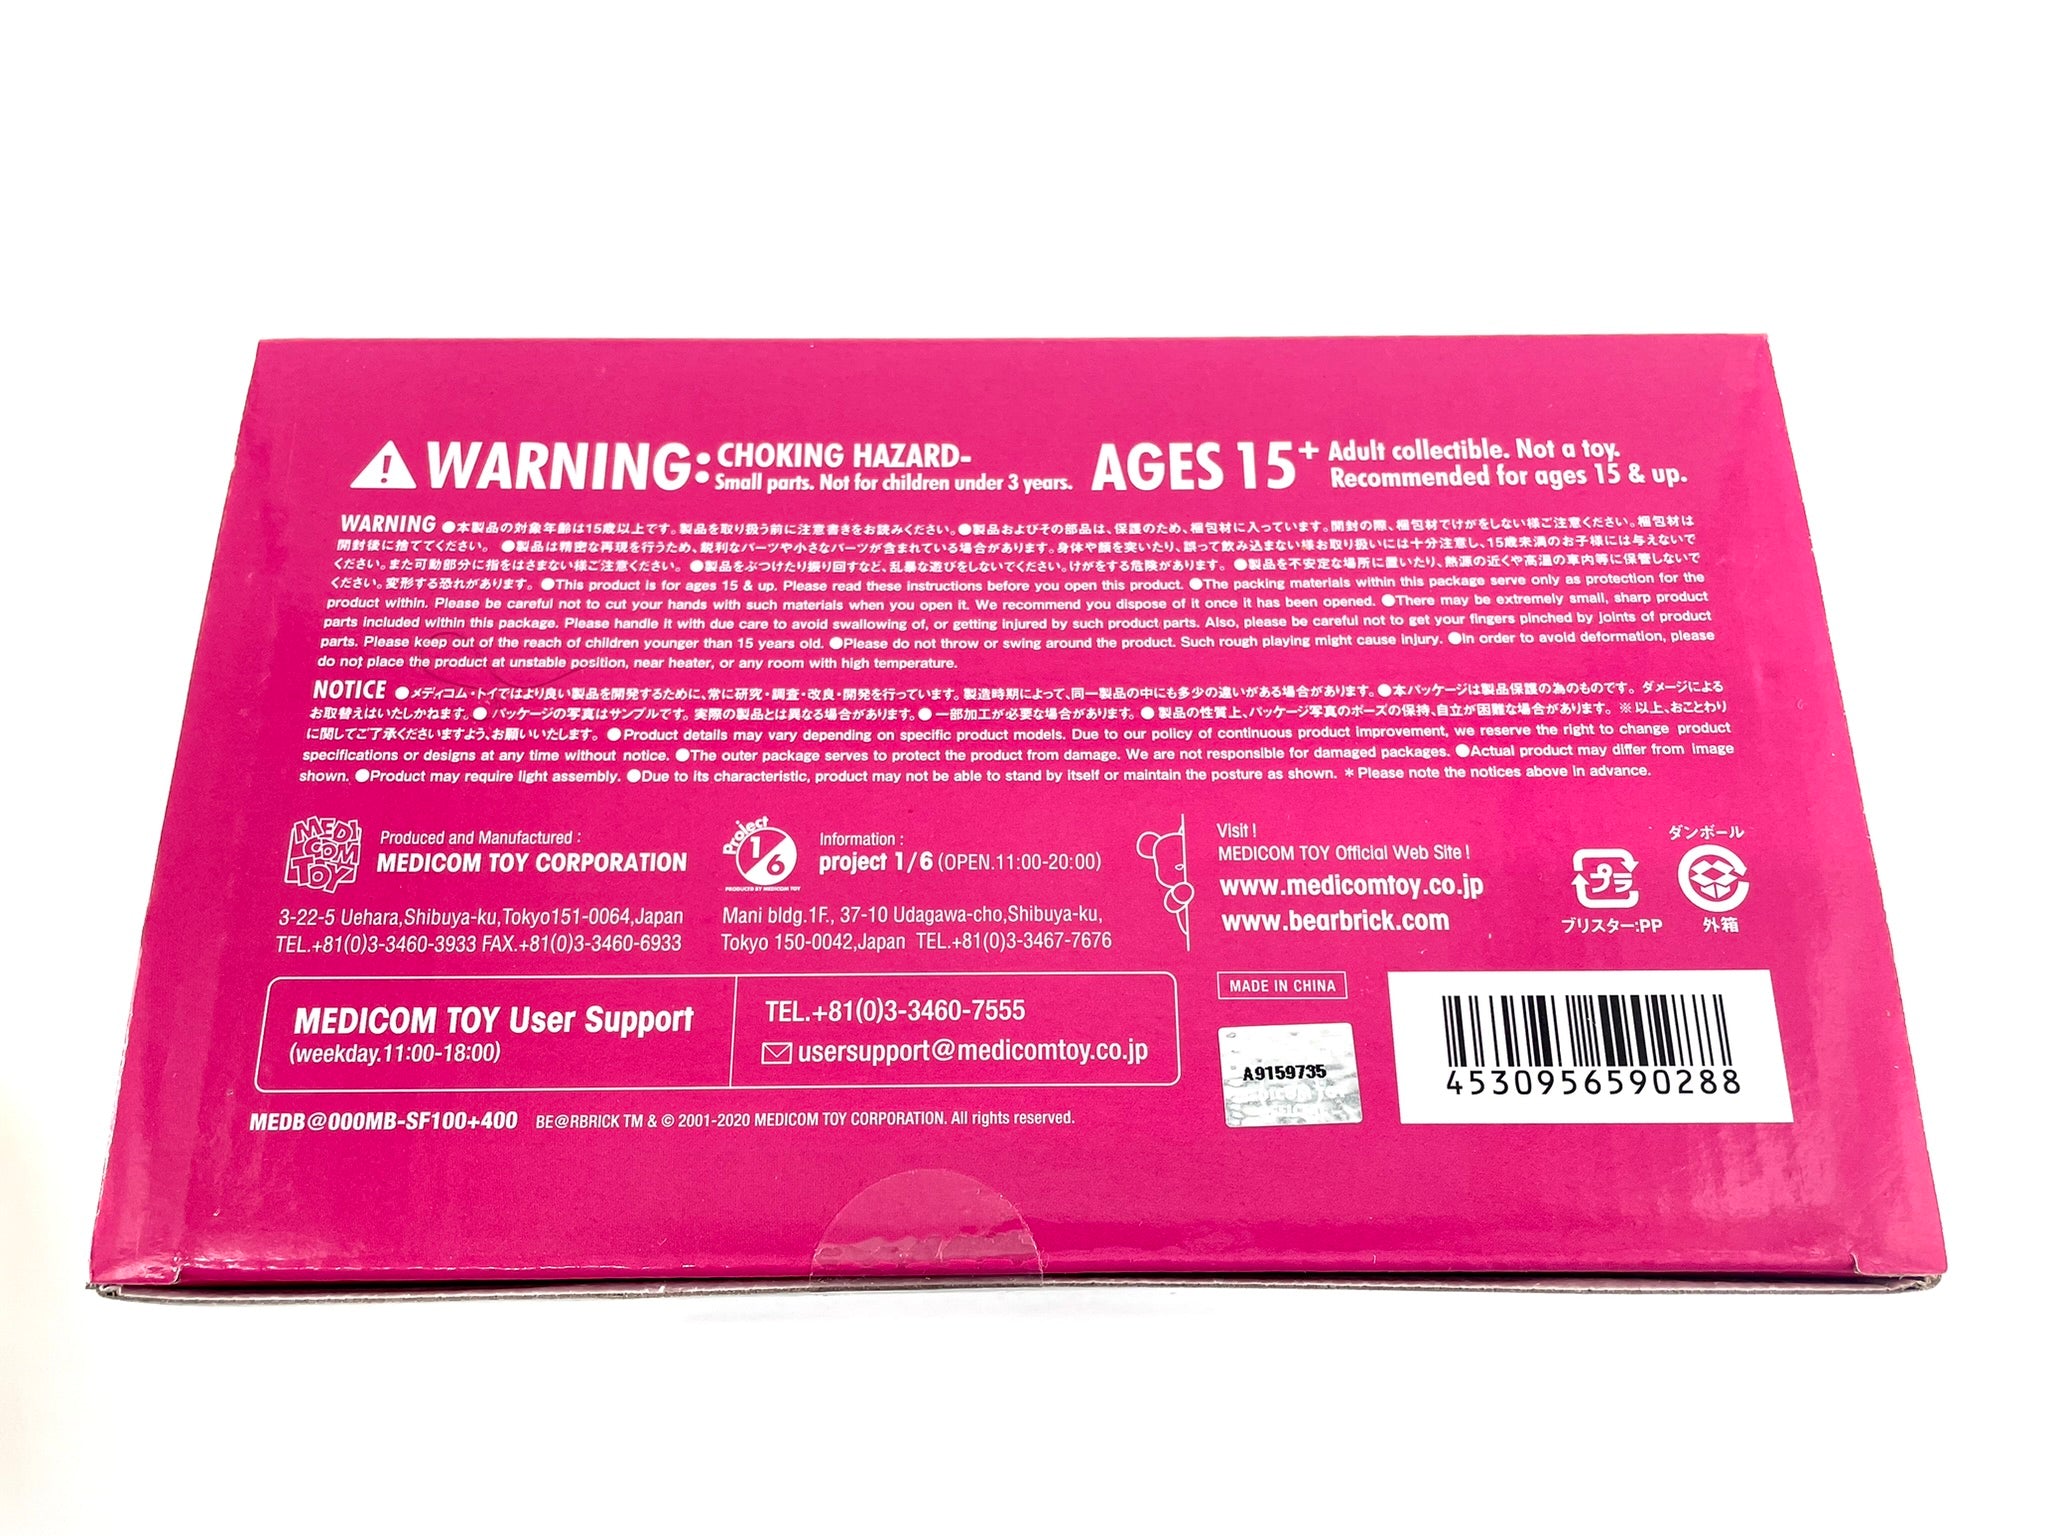 WARNING: CHOKING HAZARD-
Small parts. Not for children under 3 years.
AGES 15+ Adult collectible. Not a toy.
Recommended for ages 15 & up.
WARNING ●本製品の対象年齢は15歳以上です。製品を取り扱う前に注意書きをお読みください。●製品およびその部品は、保護のため、梱包材に入っています。開封の際、梱包材でけがをしない様ご注意ください。梱包材は
開封後に捨ててください。 ●製品は精密な再現を行うため、鋭利なパーツや小さなパーツが含まれている場合があります。身体や顔を突いたり、誤って飲み込まない様お取り扱いには十分注意し、15歳未満のお子様には与えないで
ください。また可動部分に指をはさまない様ご注意ください。 ●製品をぶつけたり振り回すなど、乱暴な遊びをしないでください。けがをする危険があります。 ●製品を不安定な場所に置いたり、熱源の近くや高温の車内等に保管しないで
ください。変形する恐れがあります。 ●This product is for ages 15 & up. Please read these instructions before you open this product. ●The packing materials within this package serve only as protection for the
product within. Please be careful not to cut your hands with such materials when you open it. We recommend you dispose of it once it has been opened. ●There may be extremely small, sharp product
parts included within this package. Please handle it with due care to avoid swallowing of, or getting injured by such product parts. Also, please be careful not to get your fingers pinched by joints of product
parts. Please keep out of the reach of children younger than 15 years old. ●Please do not throw or swing around the product. Such rough playing might cause injury. ●In order to avoid deformation, please
do not place the product at unstable position, near heater, or any room with high temperature.
NOTICE ●メディコム・トイではより良い製品を開発するために、常に研究・調査・改良・開発を行っています。製造時期によって、同一製品の中にも多少の違いがある場合があります。●本パッケージは製品保護の為のものです。ダメージによる
お取替えはいたしかねます。● パッケージの写真はサンプルです。実際の製品とは異なる場合があります。● 一部加工が必要な場合があります。● 製品の性質上、パッケージ写真のポーズの保持、自立が困難な場合があります。 ※以上、おことわり
に関してご了承くださいますよう、お願いいたします。 ●Product details may vary depending on specific product models. Due to our policy of continuous product improvement, we reserve the right to change product
specifications or designs at any time without notice. ●The outer package serves to protect the product from damage. We are not responsible for damaged packages. ●Actual product may differ from image
shown. ●Product may require light assembly. ●Due to its characteristic, product may not be able to stand by itself or maintain the posture as shown. *Please note the notices above in advance.
MEDI
COM
TOY
Produced and Manufactured :
MEDICOM TOY CORPORATION
3-22-5 Uehara,Shibuya-ku,Tokyo151-0064,Japan
TEL.+81(0)3-3460-3933 FAX.+81(0)3-3460-6933
Project
1/6
PRODUCED BY MEDICOM TOY
Information :
project 1/6 (OPEN.11:00-20:00)
Mani bldg.1F., 37-10 Udagawa-cho,Shibuya-ku,
Tokyo 150-0042,Japan TEL.+81(0)3-3467-7676
Visit !
MEDICOM TOY Official Web Site !
www.medicomtoy.co.jp
www.bearbrick.com
プラ
ブリスター:PP
ダンボール
外箱
MEDICOM TOY User Support
(weekday.11:00-18:00)
TEL.+81(0)3-3460-7555
usersupport@medicomtoy.co.jp
MADE IN CHINA
A9159735
4530956590288
MEDB@000MB-SF100+400 BE@RBRICK TM & © 2001-2020 MEDICOM TOY CORPORATION. All rights reserved.